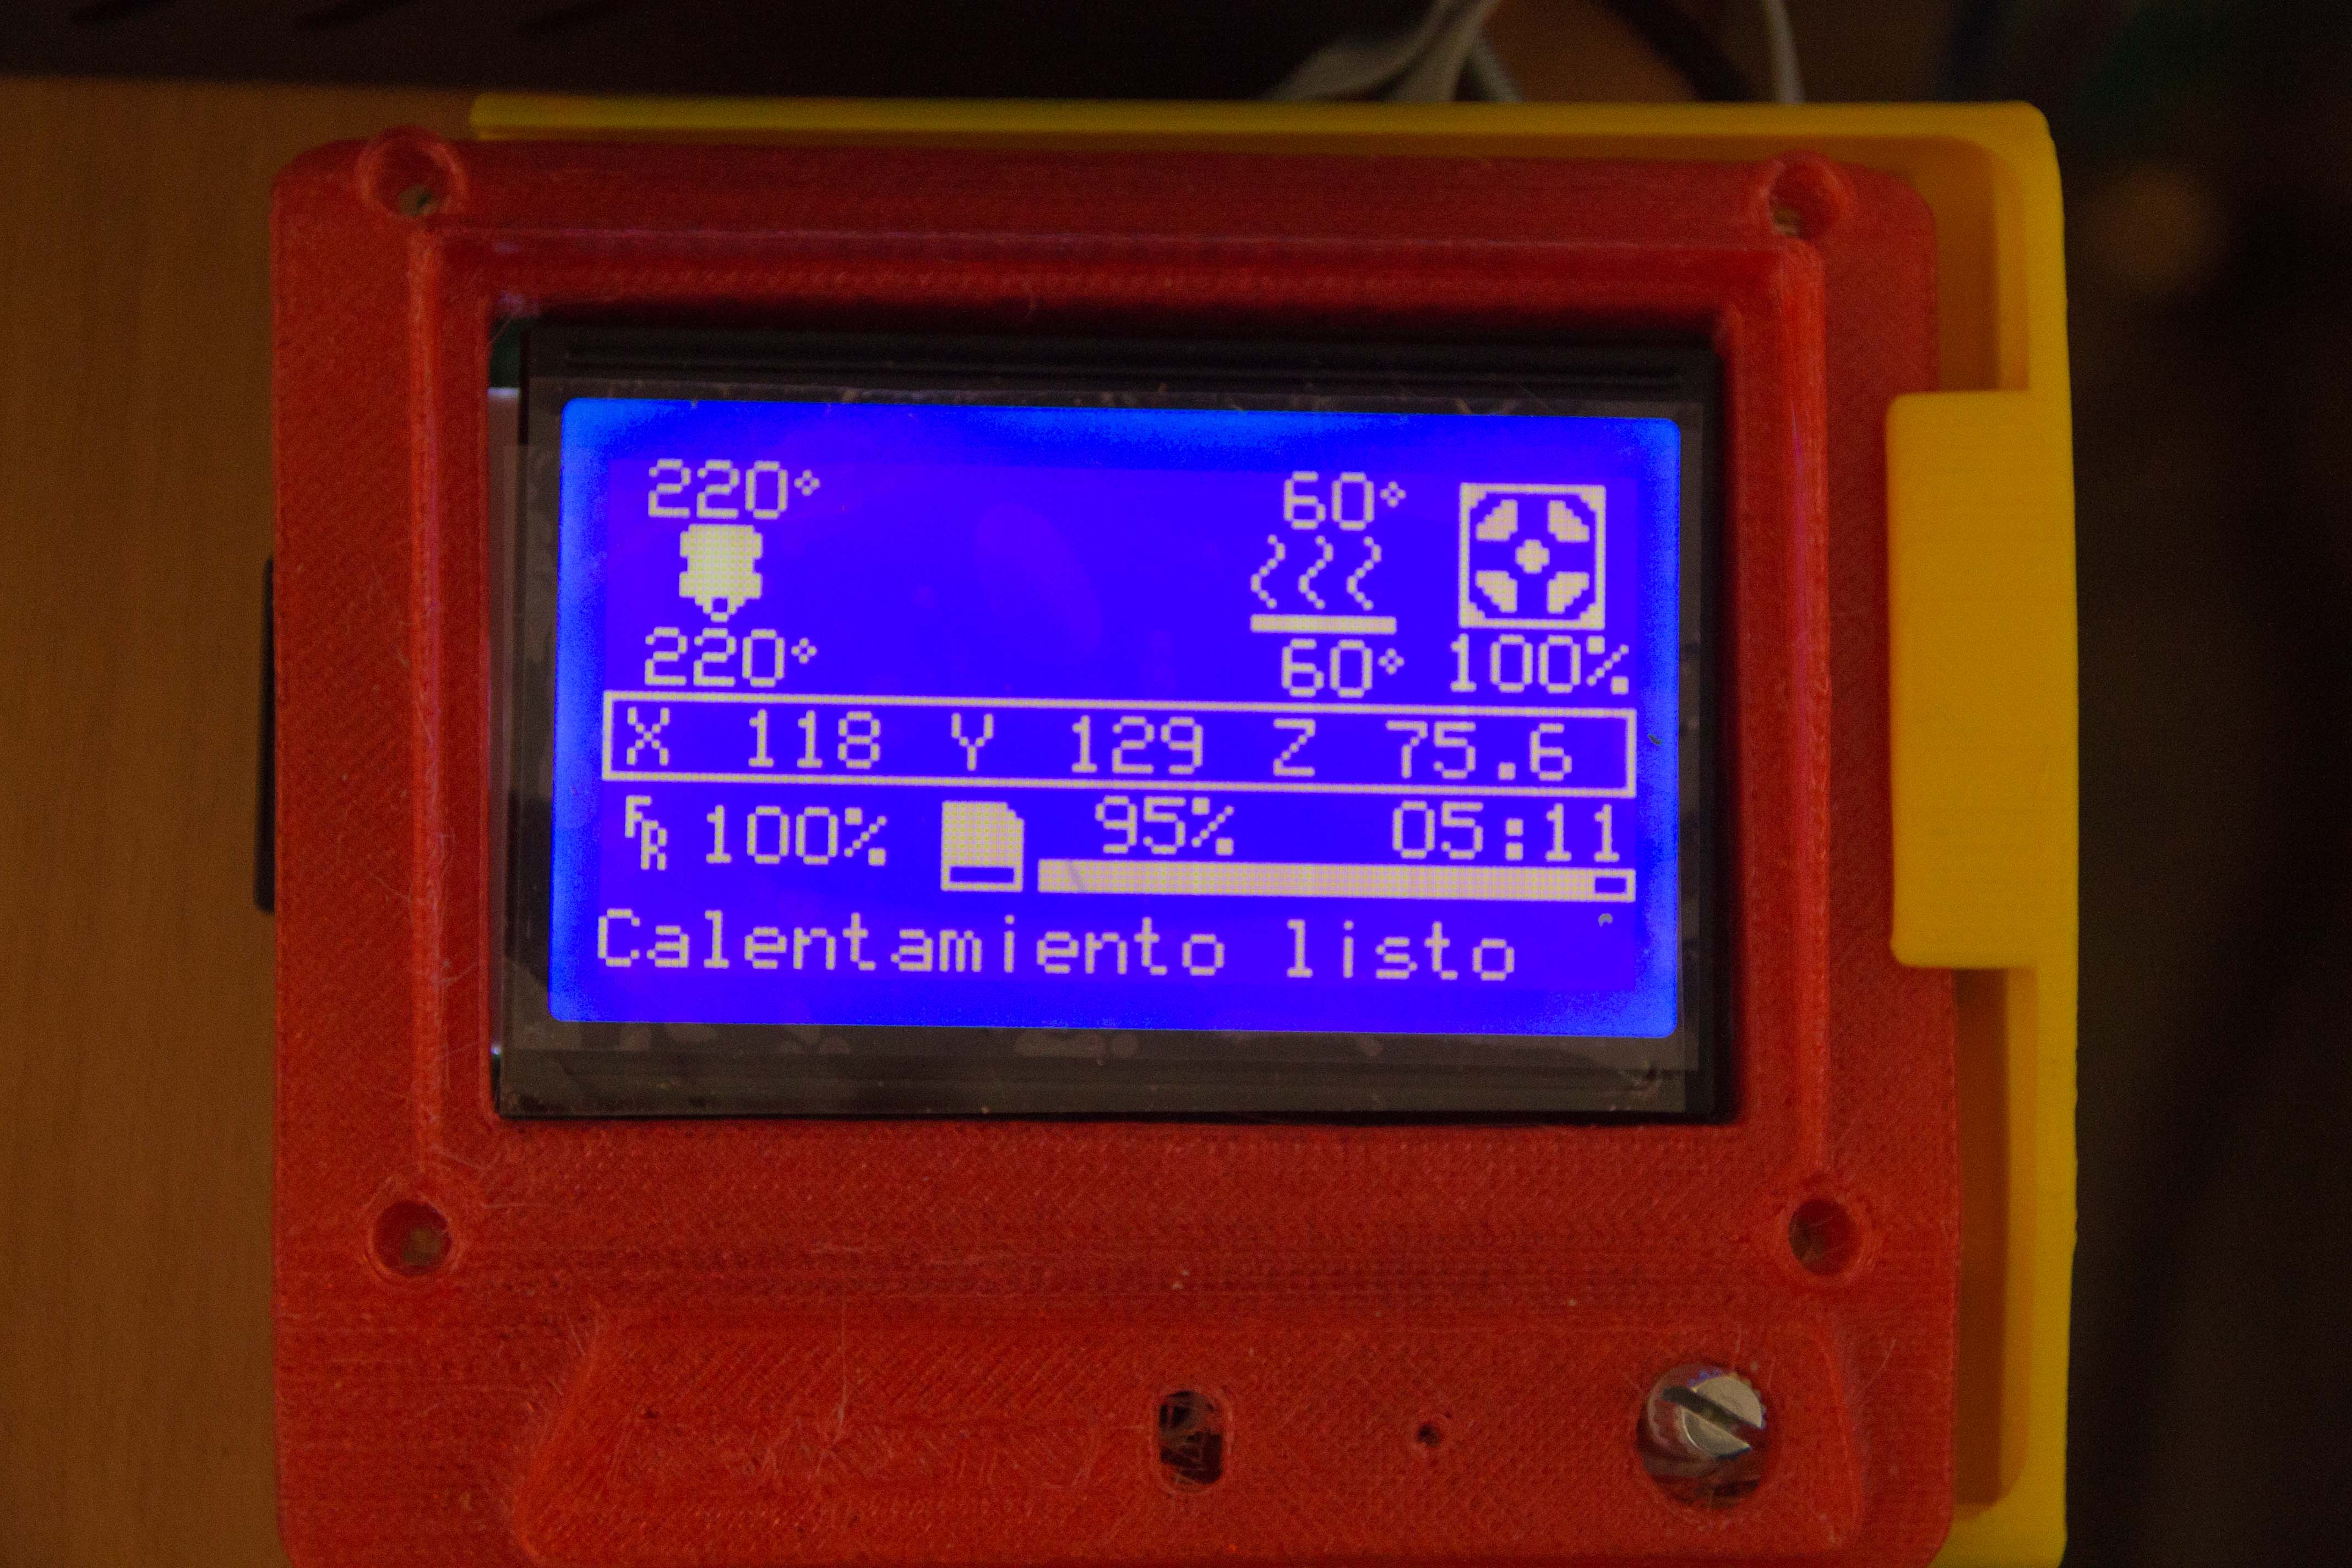 220° 60°
220° 60° 100%
X 118 Y 129 Z 75.6
FR 100% 95% 05:11
Calentamiento listo